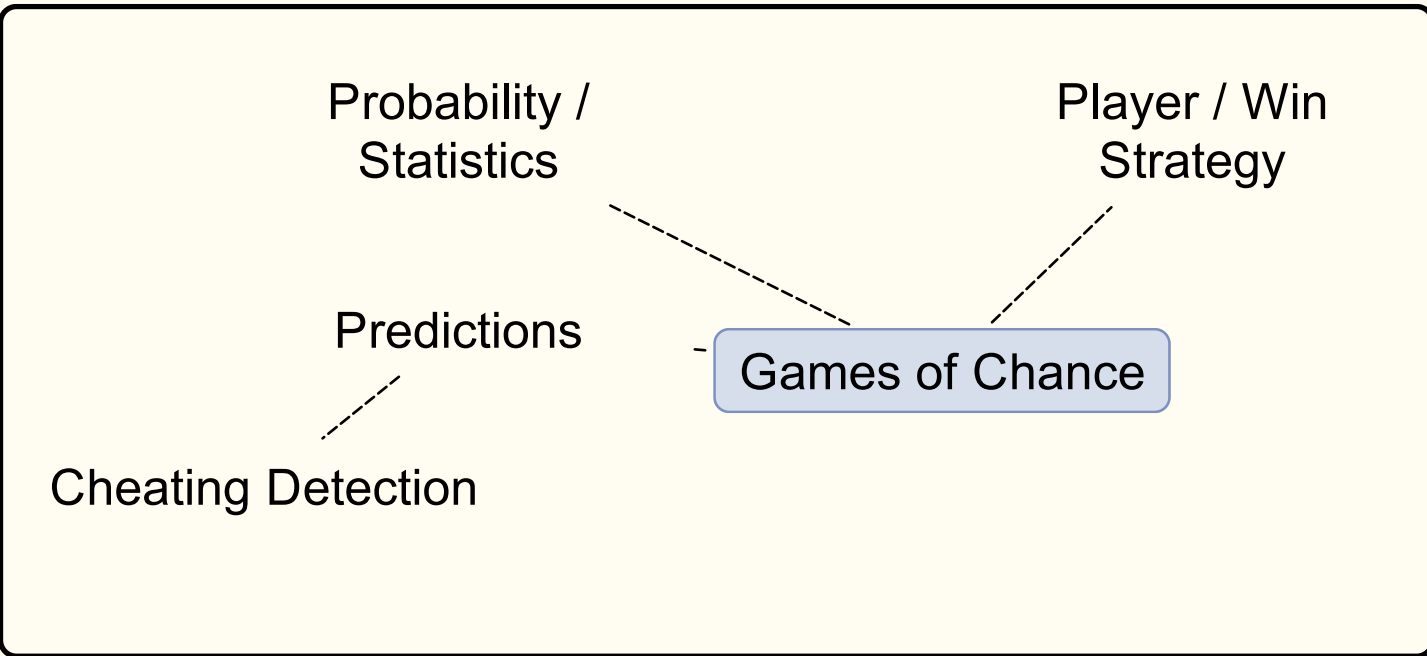 Probability /
Statistics
Player / Win
Strategy
Predictions
Games of Chance
Cheating Detection